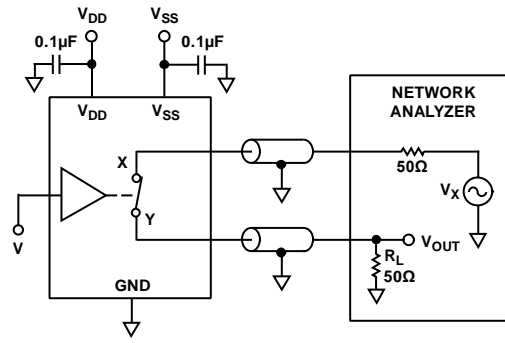 VDD
VSS
0.1µF
0.1µF
VDD
VSS
NETWORK
ANALYZER
X
50Ω
VX
Y
VOUT
V
RL
50Ω
GND